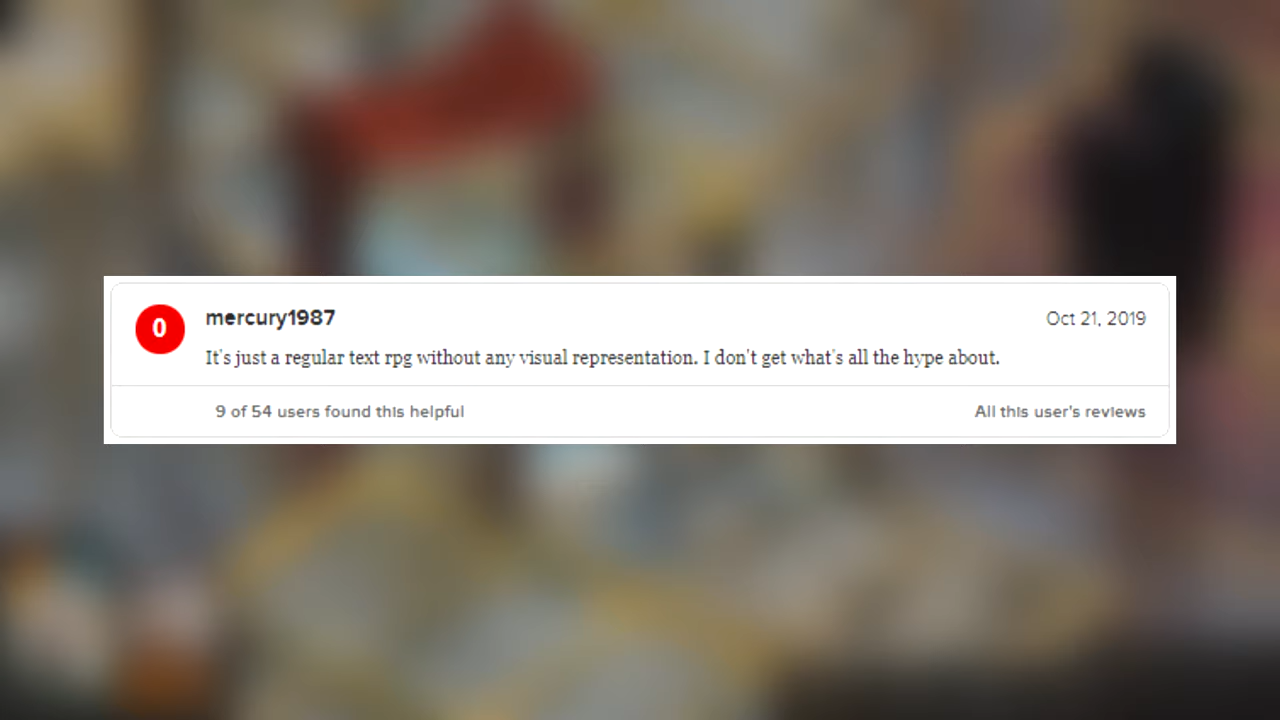 0
mercury1987
Oct 21, 2019
It's just a regular text rpg without any visual representation. I don't get what's all the hype about.
9 of 54 users found this helpful
All this user's reviews